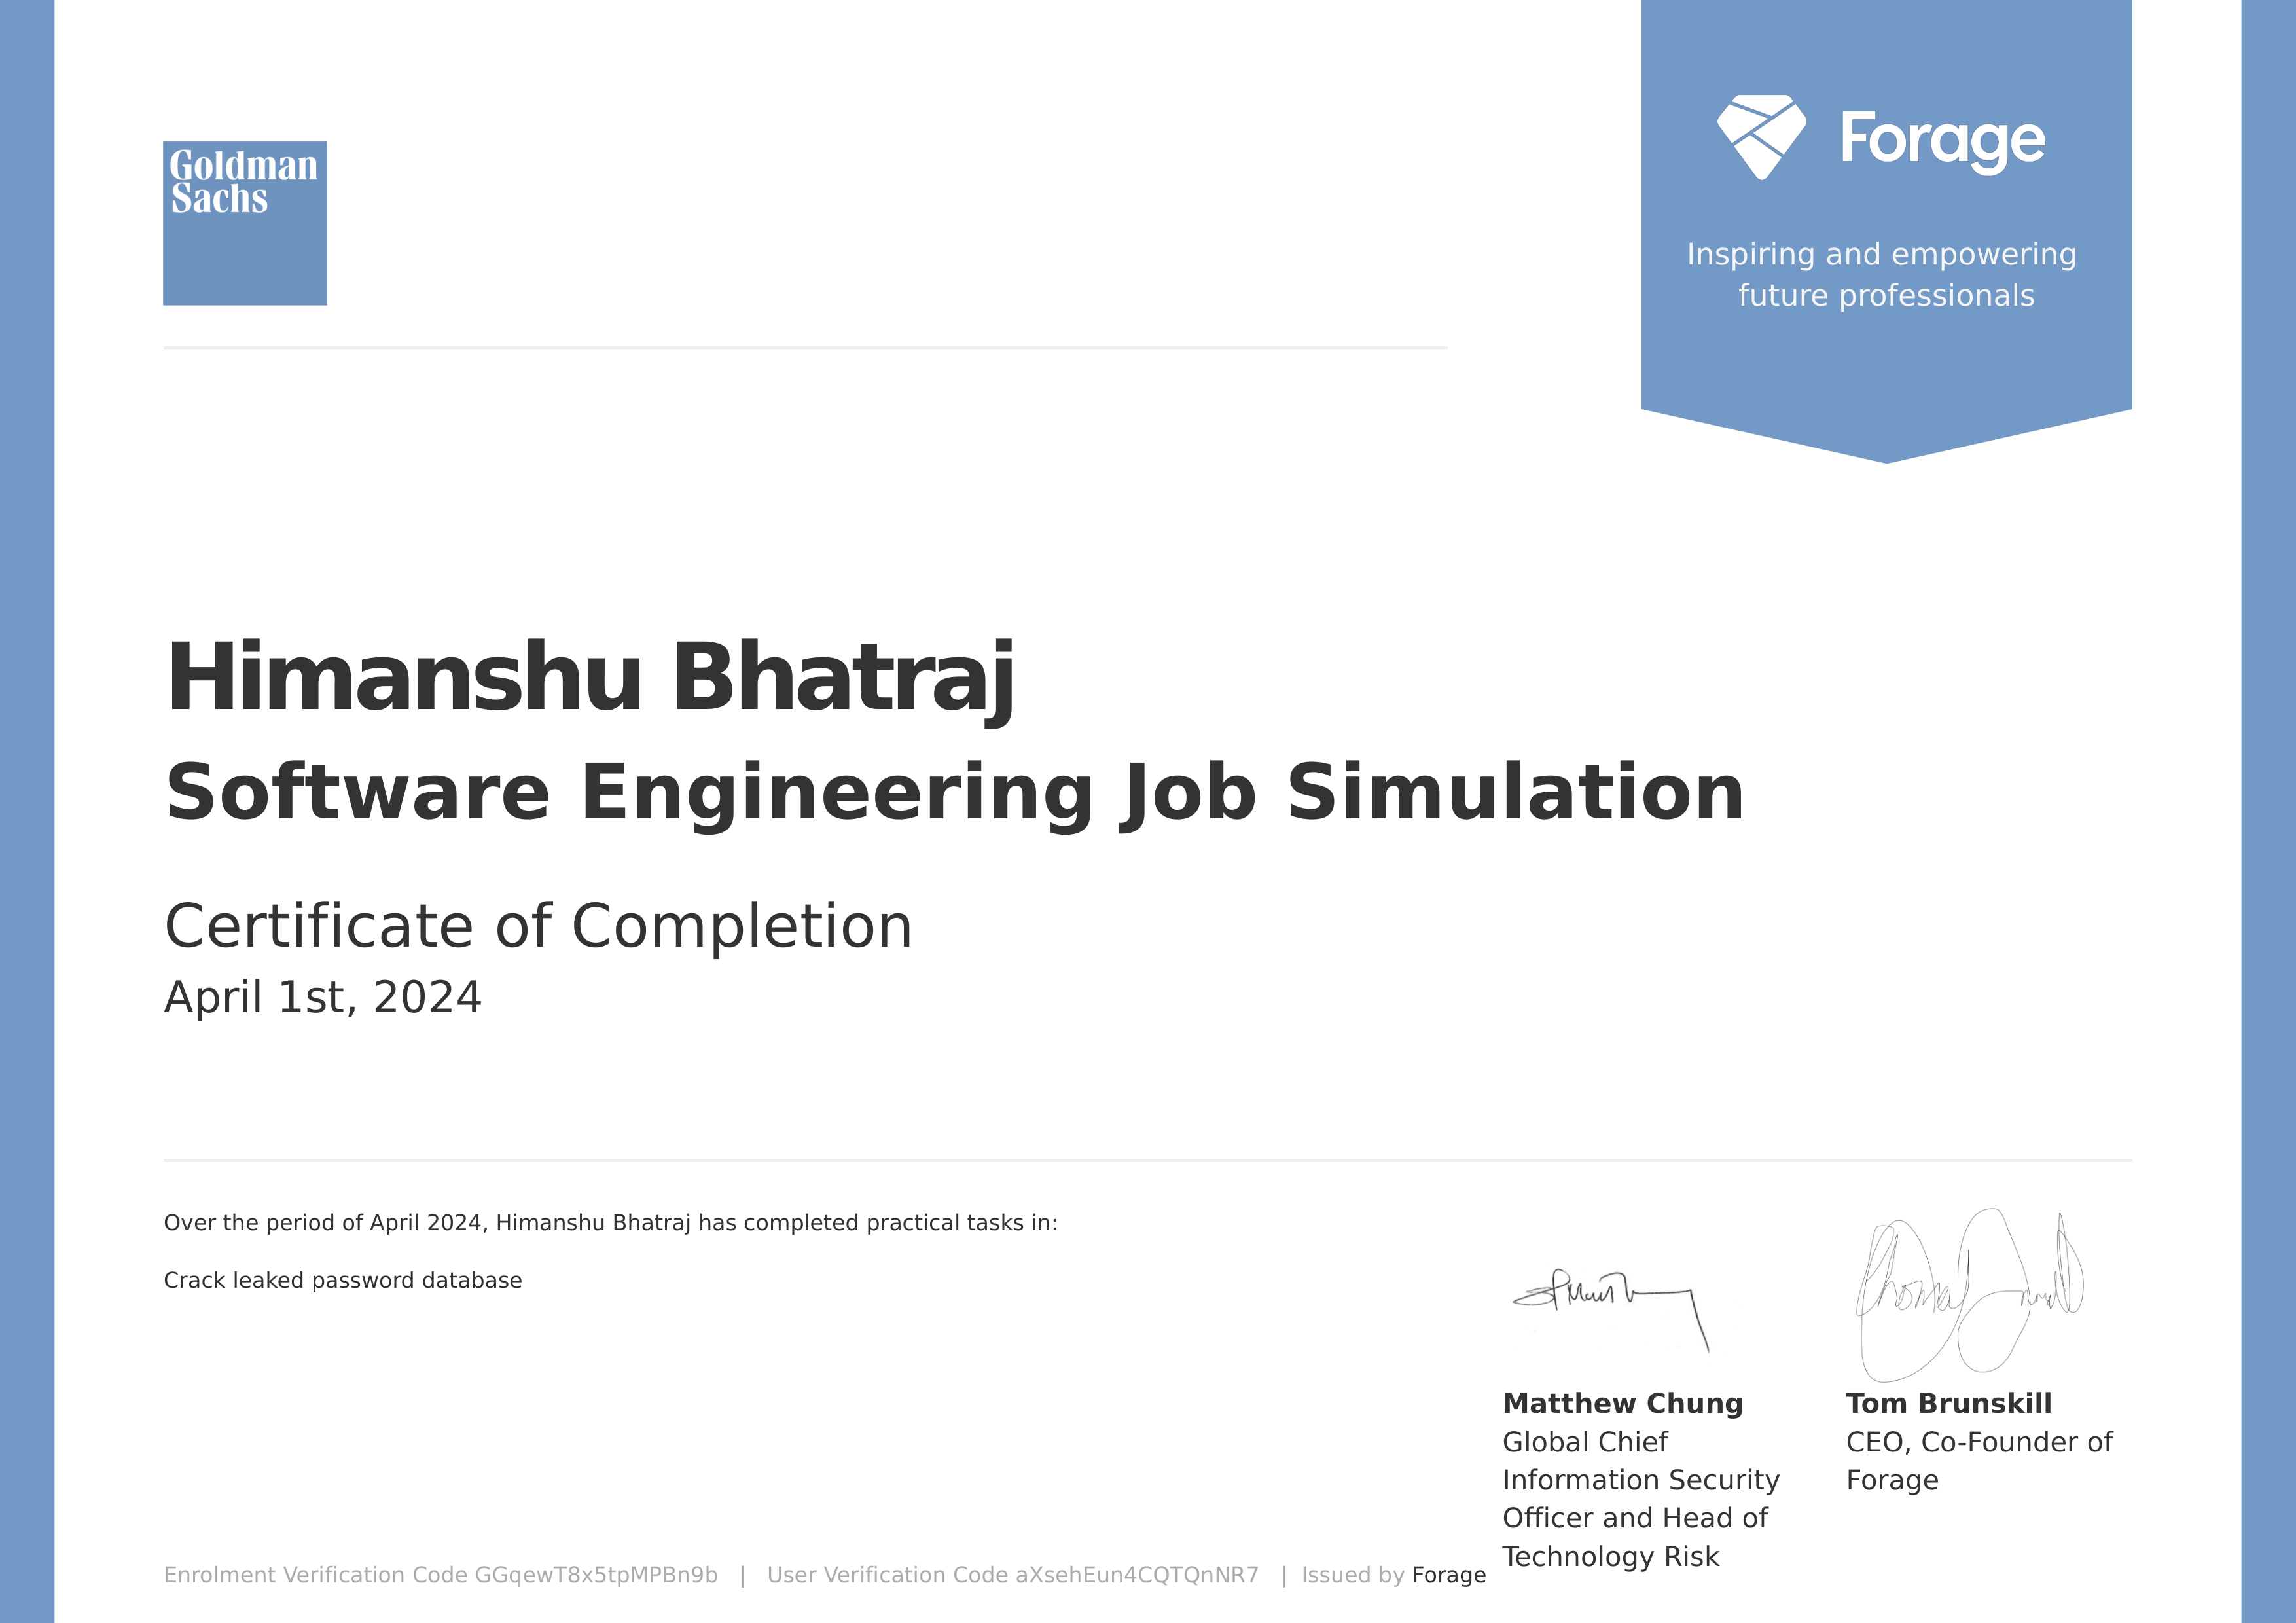 Goldman
Sachs
Forage
Inspiring and empowering
future professionals
Himanshu Bhatraj
Software Engineering Job Simulation
Certificate of Completion
April 1st, 2024
Over the period of April 2024, Himanshu Bhatraj has completed practical tasks in:
Crack leaked password database
Matthew Chung
Global Chief
Information Security
Officer and Head of
Technology Risk
Tom Brunskill
CEO, Co-Founder of
Forage
Enrolment Verification Code GGqewT8x5tpMPBn9b | User Verification Code aXsehEun4CQTQnNR7 | Issued by Forage